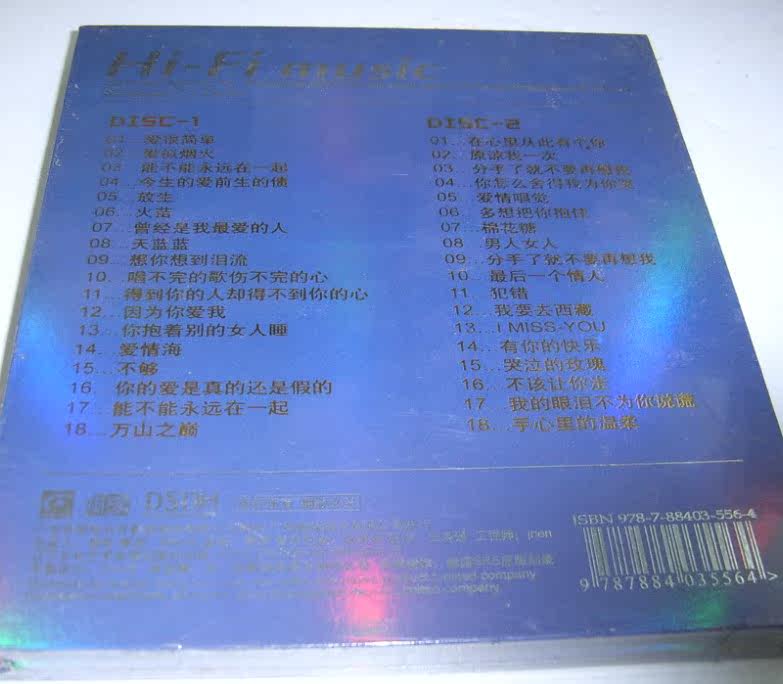 Hi-Fi music
DISC-1
01...爱很简单
02...爱似烟火
03...能不能永远在一起
04...今生的爱前生的债
05...放生
06...火苗
07...曾经是我最爱的人
08...天蓝蓝
09...想你想到泪流
10...唱不完的歌伤不完的心
11...得到你的人却得不到你的心
12...因为你爱我
13...你抱着别的女人睡
14...爱情海
15...不够
16...你的爱是真的还是假的
17...能不能永远在一起
18...万山之巅
DISC-2
01...在心里从此有个你
02...原谅我一次
03...分手了就不要再想我
04...你怎么舍得我为你哭
05...爱情唱觉
06...多想把你抱住
07...棉花糖
08...男人女人
09...分手了就不要再想我
10...最后一个情人
11...犯错
12...我要去西藏
13...I MISS-YOU
14...有你的快乐
15...哭泣的玫瑰
16...不该让你走
17...我的眼泪不为你说谎
18...手心里的温柔
DSDH
ISBN 978-7-88403-556-4
9 787884 035564 >